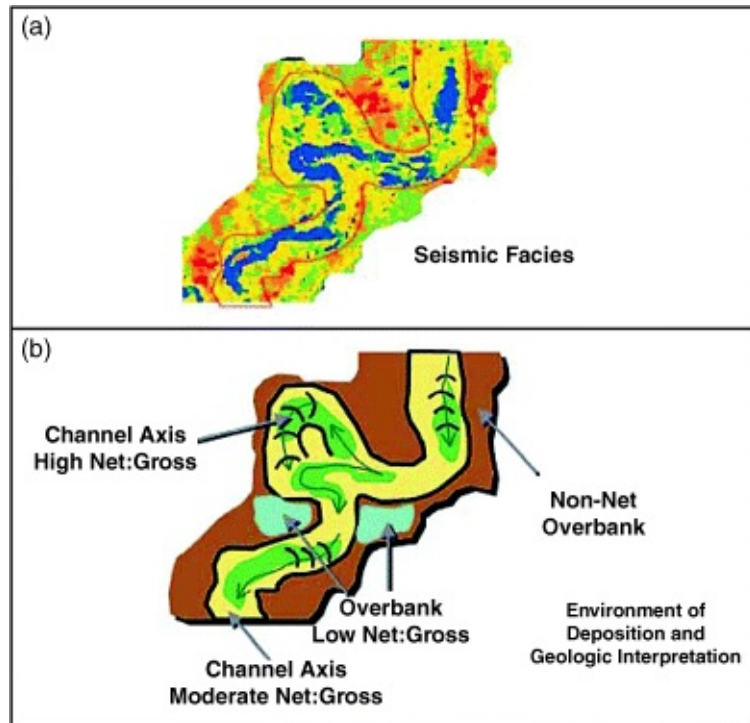 (a)
Seismic Facies
(b)
Channel Axis
High Net:Gross
Non-Net
Overbank
Overbank
Low Net:Gross
Channel Axis
Moderate Net:Gross
Environment of
Deposition and
Geologic Interpretation